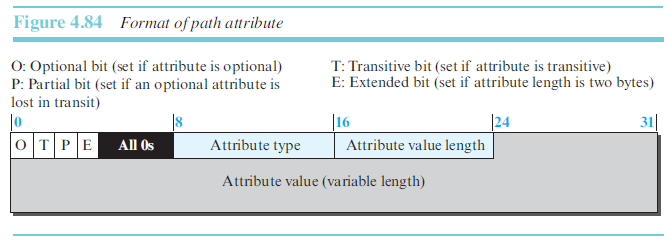 Figure 4.84 Format of path attribute
O: Optional bit (set if attribute is optional)
P: Partial bit (set if an optional attribute is
lost in transit)
T: Transitive bit (set if attribute is transitive)
E: Extended bit (set if attribute length is two bytes)
0 8 16 24 31
O T P E All 0s Attribute type Attribute value length
Attribute value (variable length)